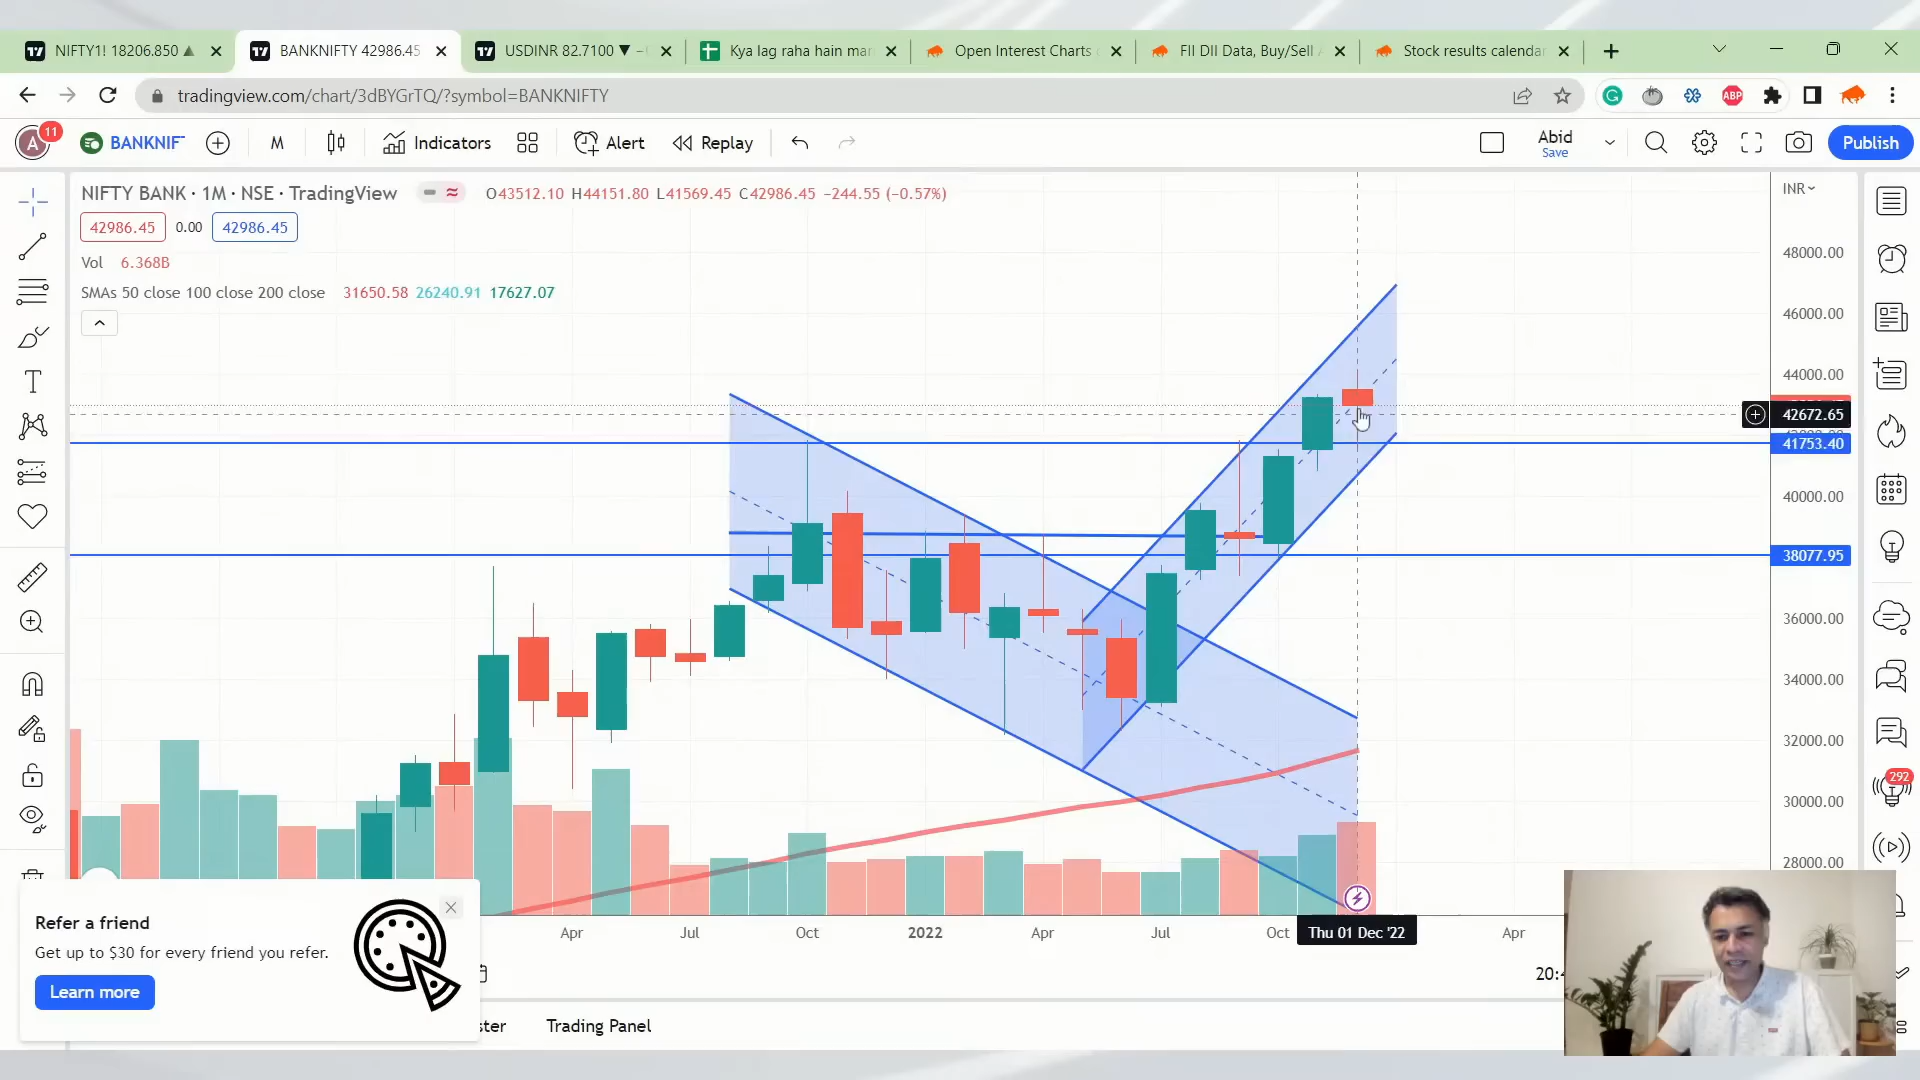 NIFTY1! 18206.850 ▲
BANKNIFTY 42986.45
USDINR 82.7100 ▼ −
Kya lag raha hain mar
Open Interest Charts
FII DII Data, Buy/Sell
Stock results calenda
tradingview.com/chart/3dBYGrTQ/?symbol=BANKNIFTY
ABP
A
11
BANKNIF
M
Indicators
Alert
Replay
Abid
Save
Publish
NIFTY BANK · 1M · NSE · TradingView
O43512.10 H44151.80 L41569.45 C42986.45 −244.55 (−0.57%)
INR
42986.45
0.00
42986.45
Vol 6.368B
SMAs 50 close 100 close 200 close 31650.58 26240.91 17627.07
48000.00
46000.00
44000.00
42672.65
41753.40
40000.00
38077.95
36000.00
34000.00
32000.00
30000.00
28000.00
292
Apr
Jul
Oct
2022
Apr
Jul
Oct
Thu 01 Dec '22
Apr
Refer a friend
Get up to $30 for every friend you refer.
Learn more
Trading Panel